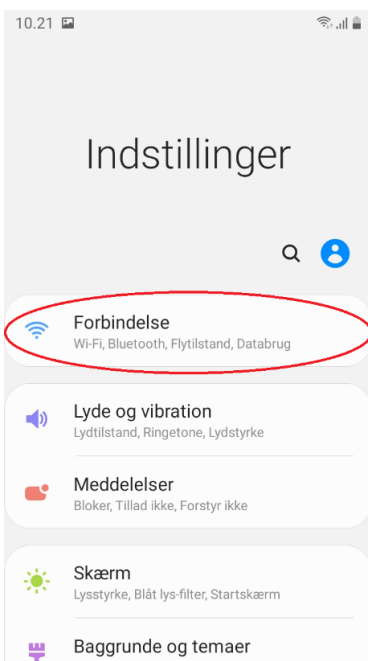 10.21
Indstillinger
Forbindelse
Wi-Fi, Bluetooth, Flytilstand, Databrug
Lyde og vibration
Lydtilstand, Ringetone, Lydstyrke
Meddelelser
Bloker, Tillad ikke, Forstyr ikke
Skærm
Lysstyrke, Blåt lys-filter, Startskærm
Baggrunde og temaer